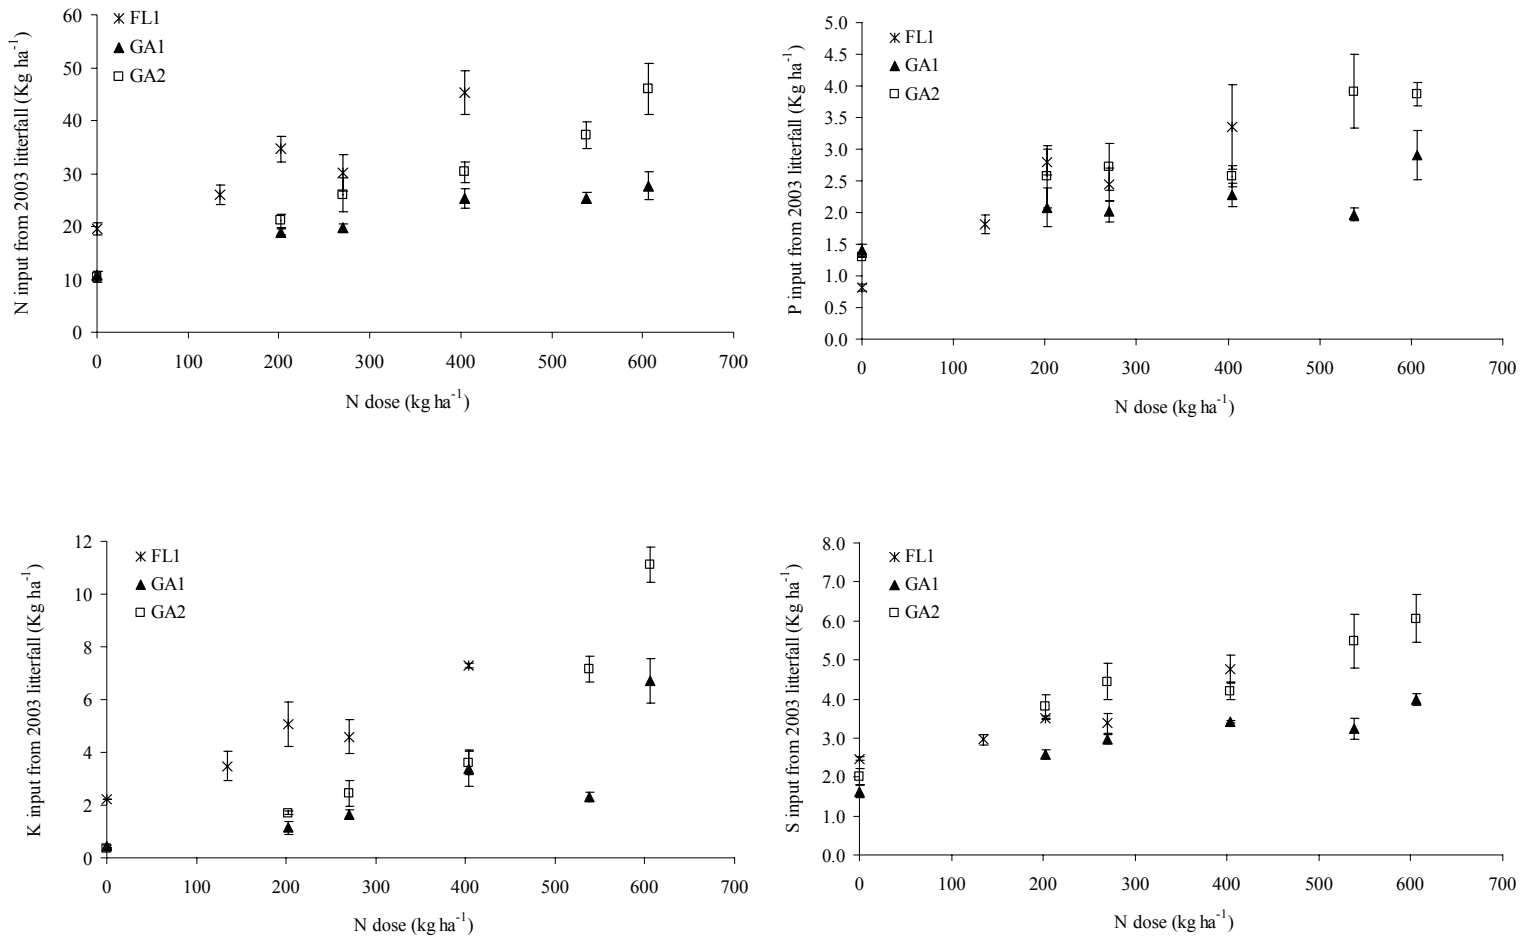 N input from 2003 litterfall (Kg ha⁻¹)
60
50
40
30
20
10
0
FL1
GA1
GA2
0 100 200 300 400 500 600 700
N dose (kg ha⁻¹)
P input from 2003 litterfall (Kg ha⁻¹)
5.0
4.5
4.0
3.5
3.0
2.5
2.0
1.5
1.0
0.5
0.0
FL1
GA1
GA2
0 100 200 300 400 500 600 700
N dose (kg ha⁻¹)
K input from 2003 litterfall (Kg ha⁻¹)
12
10
8
6
4
2
0
FL1
GA1
GA2
0 100 200 300 400 500 600 700
N dose (kg ha⁻¹)
S input from 2003 litterfall (Kg ha⁻¹)
8.0
7.0
6.0
5.0
4.0
3.0
2.0
1.0
0.0
FL1
GA1
GA2
0 100 200 300 400 500 600 700
N dose (kg ha⁻¹)